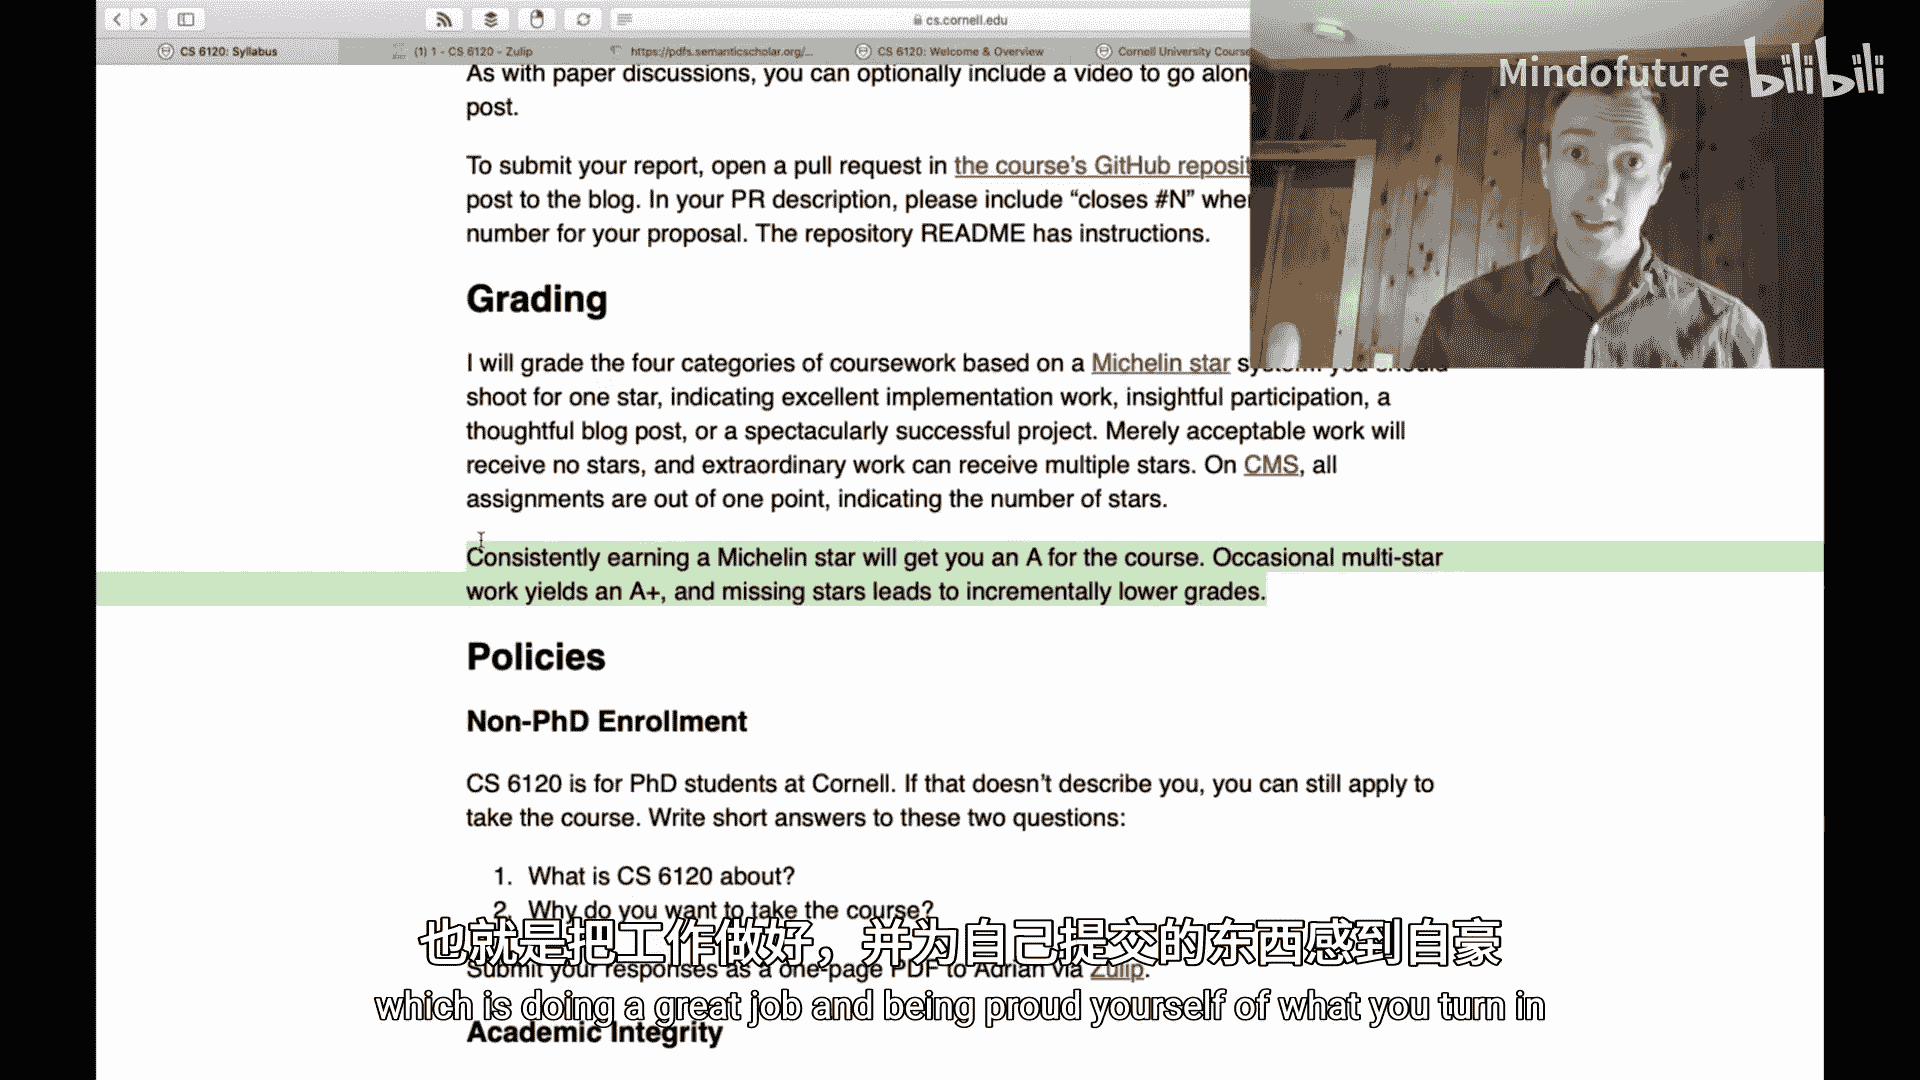 cs.cornell.edu
CS 6120: Syllabus
(1) 1 - CS 6120 - Zulip
https://pdfs.semanticscholar.org/...
CS 6120: Welcome & Overview
Cornell University Course
Mindofuture bilibili
As with paper discussions, you can optionally include a video to go along
post.
To submit your report, open a pull request in the course's GitHub reposit
post to the blog. In your PR description, please include “closes #N” whe
number for your proposal. The repository README has instructions.
Grading
I will grade the four categories of coursework based on a Michelin star system: you should
shoot for one star, indicating excellent implementation work, insightful participation, a
thoughtful blog post, or a spectacularly successful project. Merely acceptable work will
receive no stars, and extraordinary work can receive multiple stars. On CMS, all
assignments are out of one point, indicating the number of stars.
Consistently earning a Michelin star will get you an A for the course. Occasional multi-star
work yields an A+, and missing stars leads to incrementally lower grades.
Policies
Non-PhD Enrollment
CS 6120 is for PhD students at Cornell. If that doesn’t describe you, you can still apply to
take the course. Write short answers to these two questions:
1. What is CS 6120 about?
2. Why do you want to take the course?
也就是把工作做好，并为自己提交的东西感到自豪
Submit your responses as a one-page PDF to Adrian via Zulip.
which is doing a great job and being proud yourself of what you turn in
Academic Integrity